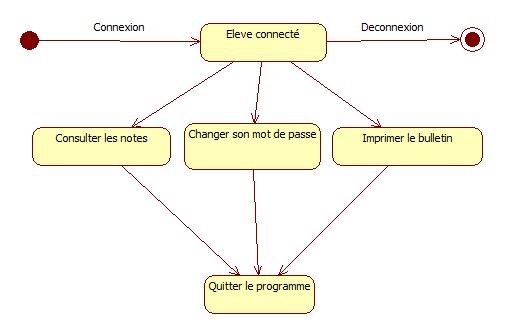 Connexion
Eleve connecté
Deconnexion
Consulter les notes
Changer son mot de passe
Imprimer le bulletin
Quitter le programme